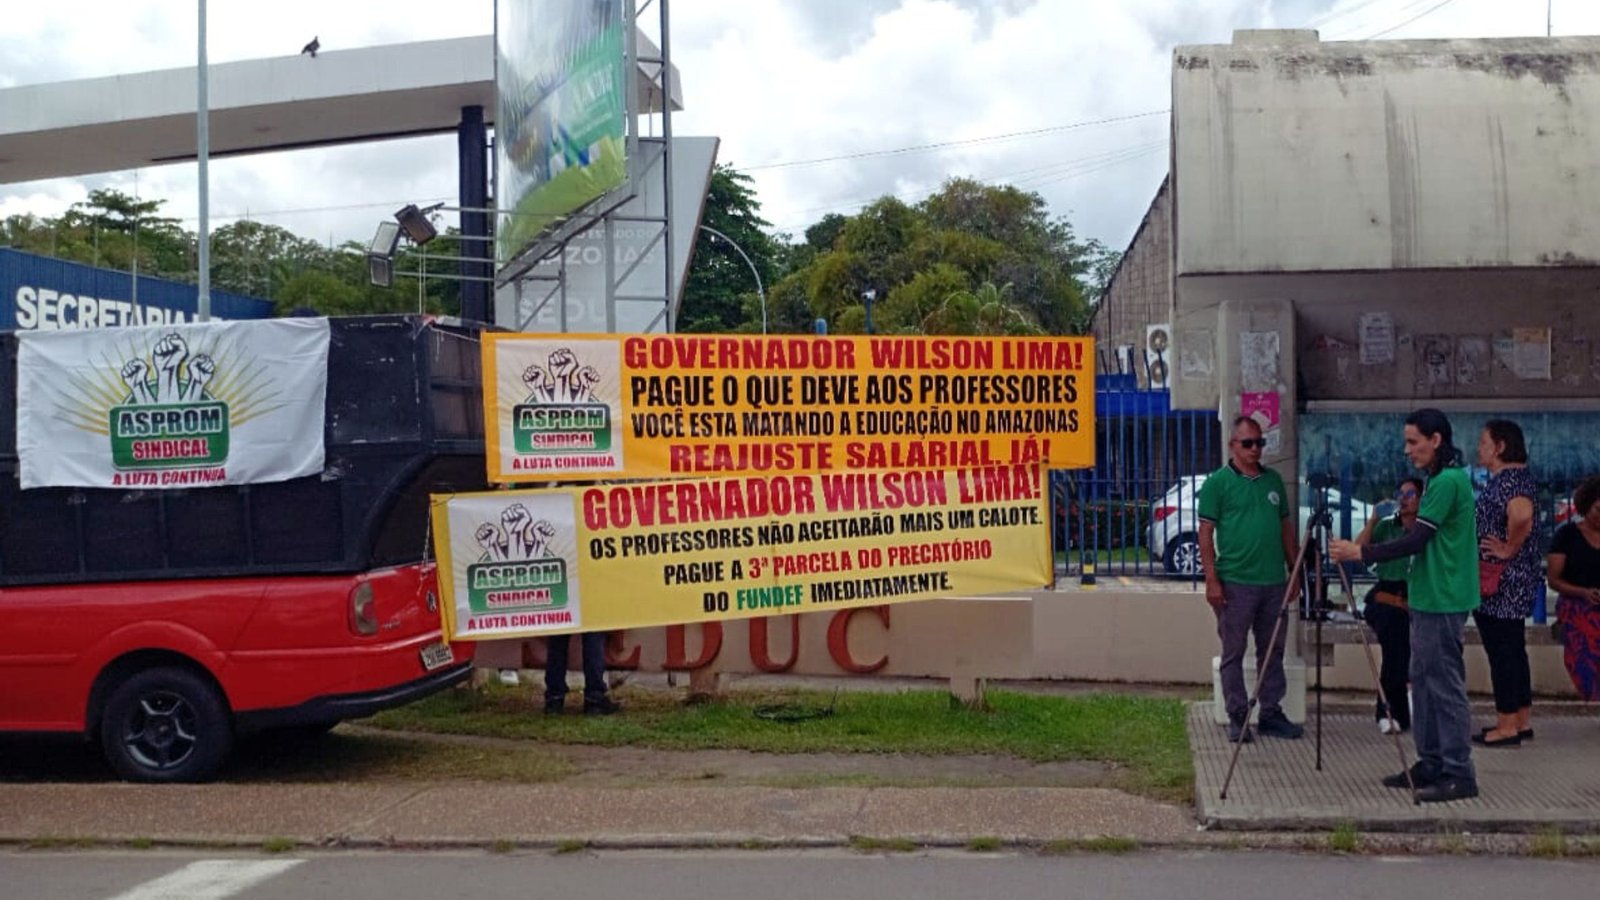 SECRETARIA
ASPROM
SINDICAL
A LUTA CONTINUA
ASPROM
SINDICAL
A LUTA CONTINUA
GOVERNADOR WILSON LIMA!
PAGUE O QUE DEVE AOS PROFESSORES
VOCÊ ESTA MATANDO A EDUCAÇÃO NO AMAZONAS
REAJUSTE SALARIAL, JÁ!
ASPROM
SINDICAL
A LUTA CONTINUA
GOVERNADOR WILSON LIMA!
OS PROFESSORES NÃO ACEITARÃO MAIS UM CALOTE.
PAGUE A 3ª PARCELA DO PRECATÓRIO
DO FUNDEF IMEDIATAMENTE.
SEDUC
SEDUC